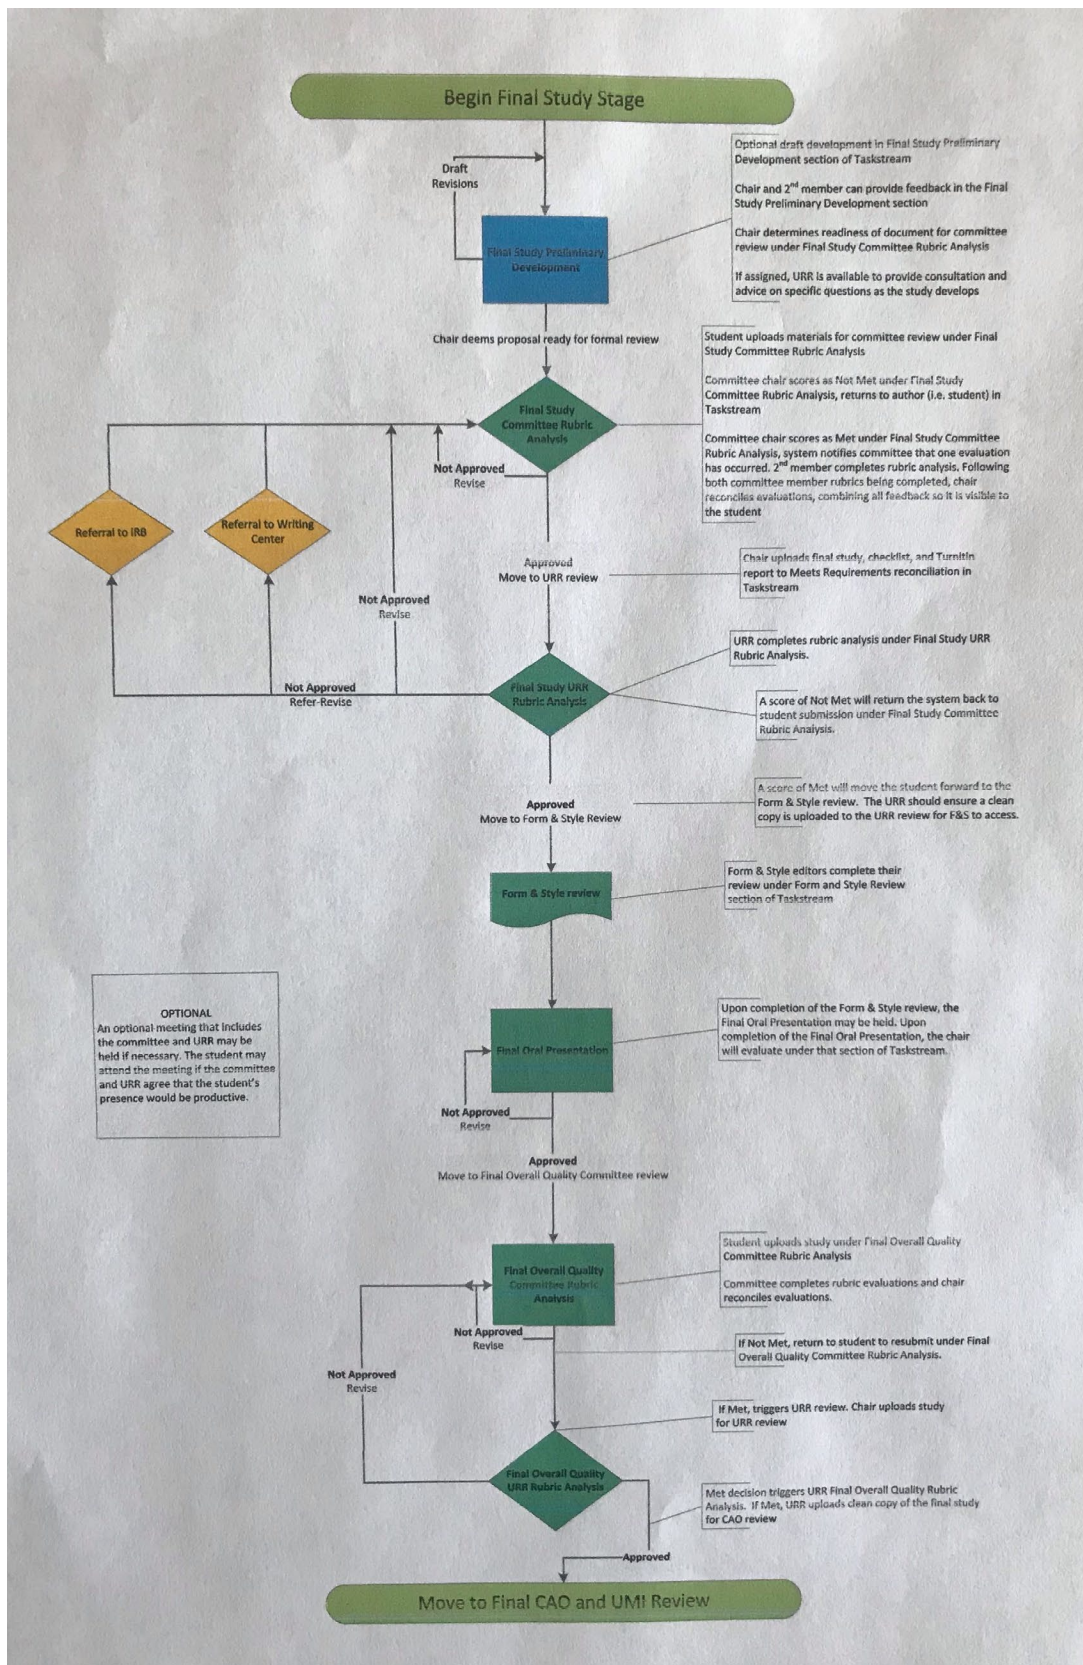 Begin Final Study Stage
Draft
Revisions
Optional draft development in Final Study Preliminary
Development section of Taskstream
Chair and 2nd member can provide feedback in the Final
Study Preliminary Development section
Chair determines readiness of document for committee
review under Final Study Committee Rubric Analysis
If assigned, URR is available to provide consultation and
advice on specific questions as the study develops
Final Study Preliminary
Development
Chair deems proposal ready for formal review
Student uploads materials for committee review under Final
Study Committee Rubric Analysis
Committee chair scores as Not Met under Final Study
Committee Rubric Analysis, returns to author (i.e. student) in
Taskstream
Committee chair scores as Met under Final Study Committee
Rubric Analysis, system notifies committee that one evaluation
has occurred. 2nd member completes rubric analysis. Following
both committee member rubrics being completed, chair
reconciles evaluations, combining all feedback so it is visible to
the student
Final Study
Committee Rubric
Analysis
Not Approved
Revise
Referral to IRB
Referral to Writing
Center
Approved
Move to URR review
Chair uploads final study, checklist, and Turnitin
report to Meets Requirements reconciliation in
Taskstream
Not Approved
Revise
URR completes rubric analysis under Final Study URR
Rubric Analysis.
Not Approved
Refer-Revise
Final Study URR
Rubric Analysis
A score of Not Met will return the system back to
student submission under Final Study Committee
Rubric Analysis.
Approved
Move to Form & Style Review
A score of Met will move the student forward to the
Form & Style review. The URR should ensure a clean
copy is uploaded to the URR review for F&S to access.
Form & Style review
Form & Style editors complete their
review under Form and Style Review
section of Taskstream
OPTIONAL
An optional meeting that includes
the committee and URR may be
held if necessary. The student may
attend the meeting if the committee
and URR agree that the student's
presence would be productive.
Final Oral Presentation
Upon completion of the Form & Style review, the
Final Oral Presentation may be held. Upon
completion of the Final Oral Presentation, the chair
will evaluate under that section of Taskstream.
Not Approved
Revise
Approved
Move to Final Overall Quality Committee review
Final Overall Quality
Committee Rubric
Analysis
Student uploads study under Final Overall Quality
Committee Rubric Analysis
Committee completes rubric evaluations and chair
reconciles evaluations.
Not Approved
Revise
If Not Met, return to student to resubmit under Final
Overall Quality Committee Rubric Analysis.
Not Approved
Revise
If Met, triggers URR review. Chair uploads study
for URR review
Final Overall Quality
URR Rubric Analysis
Met decision triggers URR Final Overall Quality Rubric
Analysis. If Met, URR uploads clean copy of the final study
for CAO review
Approved
Move to Final CAO and UMI Review